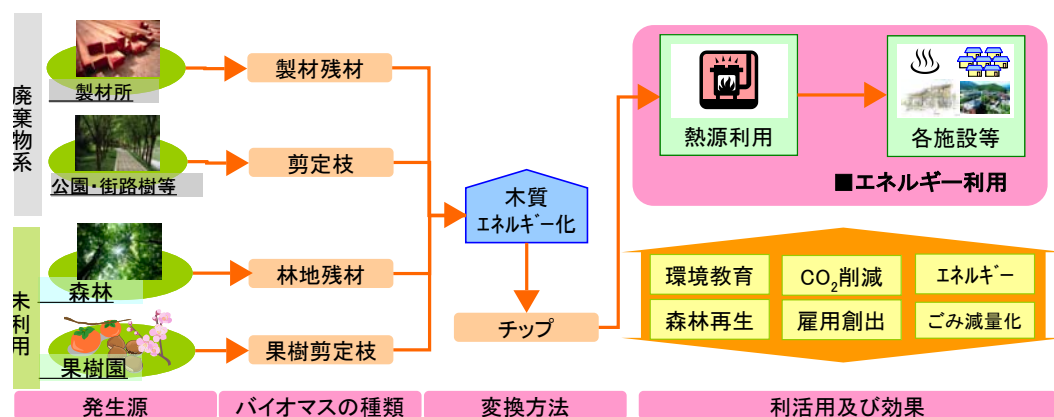 廃棄物系
製材所
製材残材
公園・街路樹等
剪定枝
未利用
森林
林地残材
果樹園
果樹剪定枝
木質
エネルギー化
チップ
熱源利用
各施設等
■エネルギー利用
環境教育
CO₂削減
エネルギー
森林再生
雇用創出
ごみ減量化
発生源
バイオマスの種類
変換方法
利活用及び効果